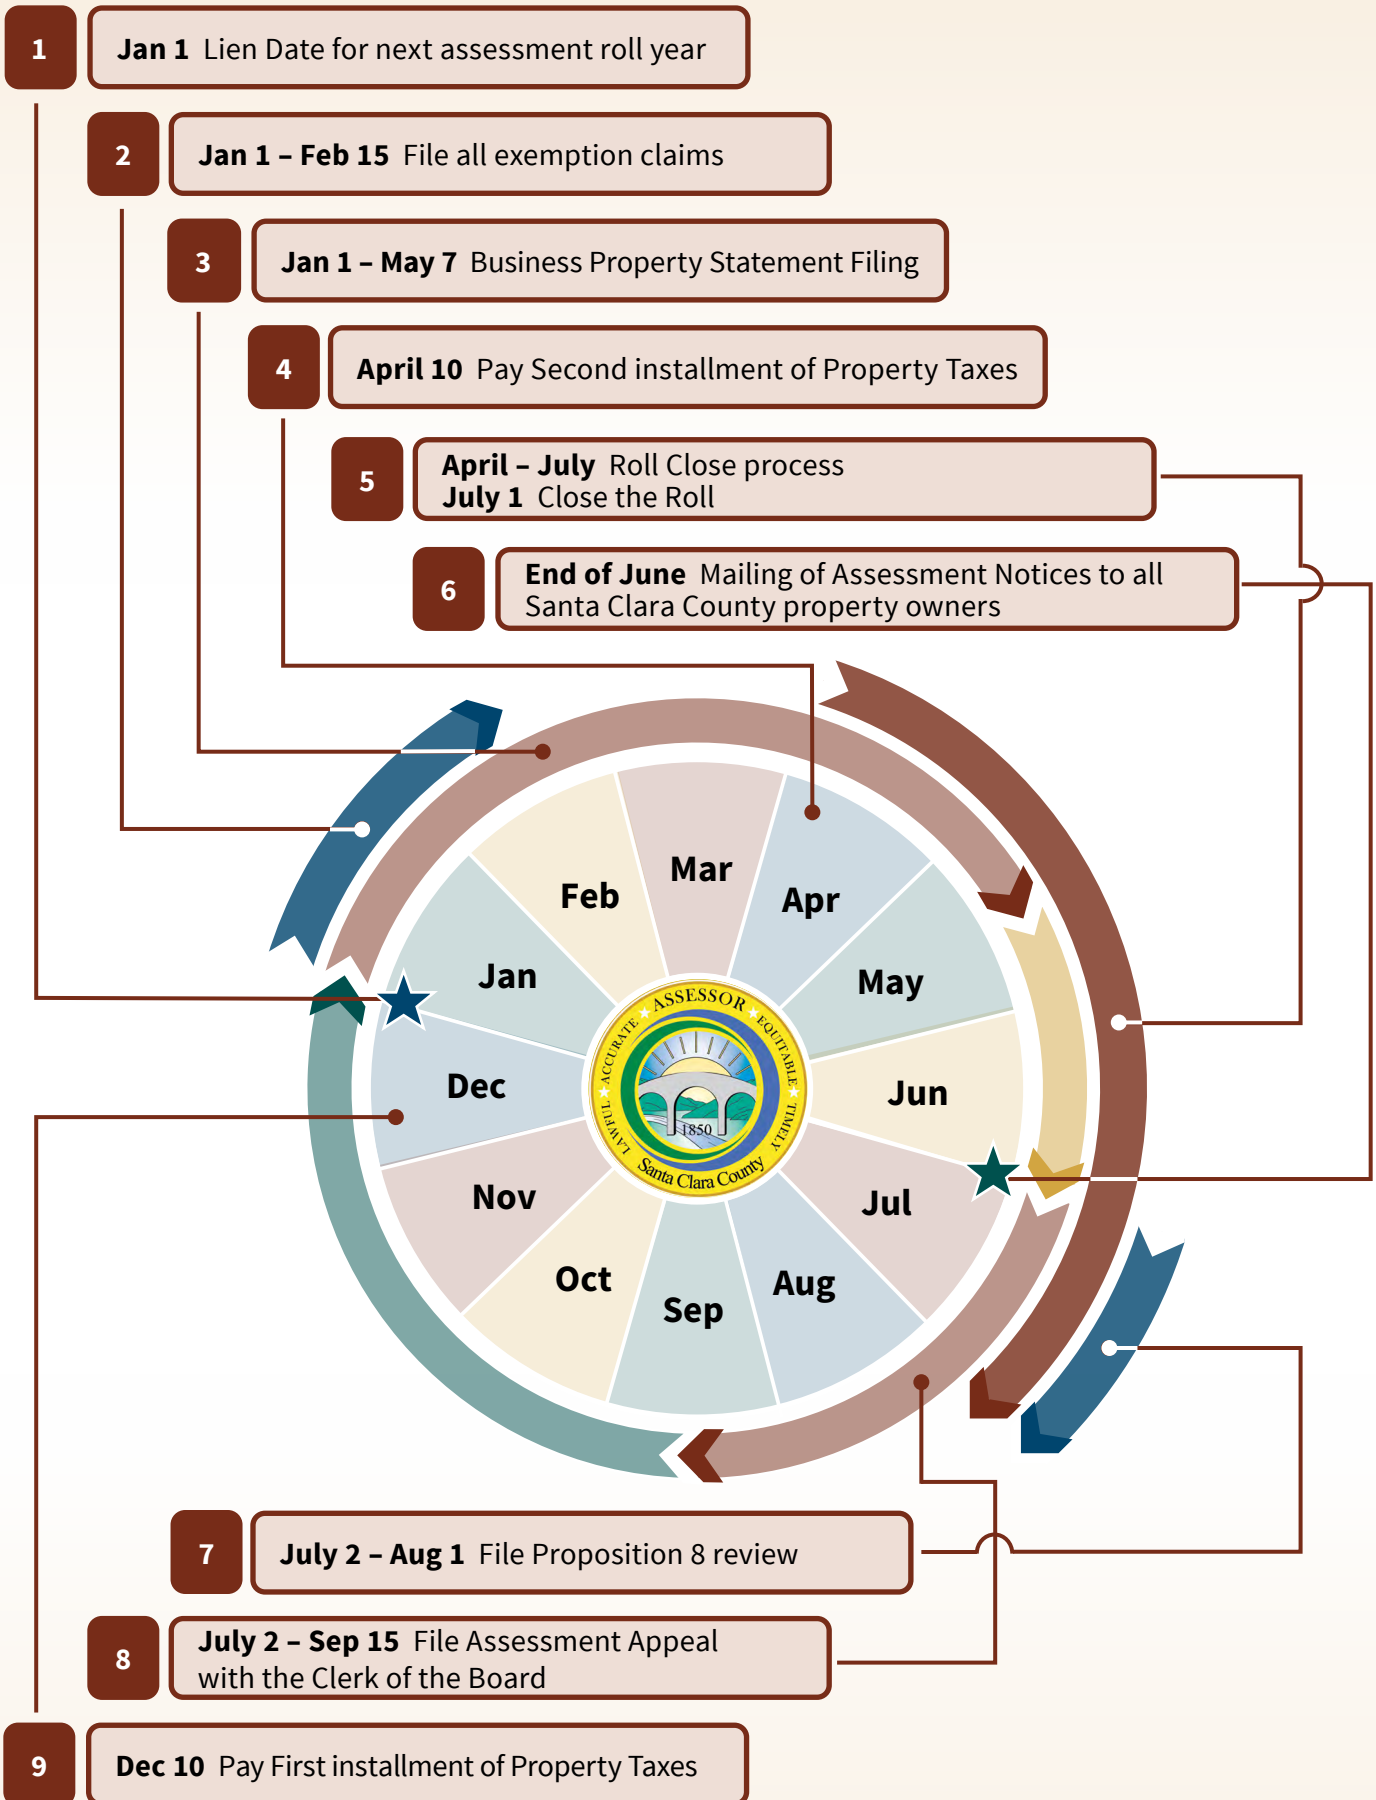 1
Jan 1 Lien Date for next assessment roll year
2
Jan 1 – Feb 15 File all exemption claims
3
Jan 1 – May 7 Business Property Statement Filing
4
April 10 Pay Second installment of Property Taxes
5
April – July Roll Close process
July 1 Close the Roll
6
End of June Mailing of Assessment Notices to all
Santa Clara County property owners
Jan
Feb
Mar
Apr
May
Jun
Jul
Aug
Sep
Oct
Nov
Dec
LAWFUL ACCURATE ASSESSOR EQUITABLE TIMELY
1850
Santa Clara County
7
July 2 – Aug 1 File Proposition 8 review
8
July 2 – Sep 15 File Assessment Appeal
with the Clerk of the Board
9
Dec 10 Pay First installment of Property Taxes